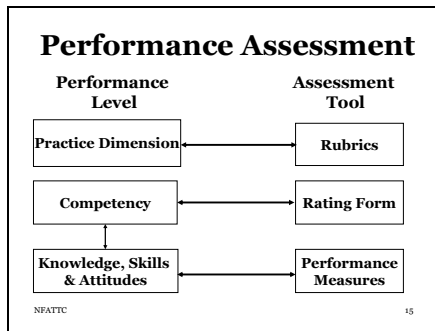 Performance Assessment
Performance
Level
Assessment
Tool
Practice Dimension
Rubrics
Competency
Rating Form
Knowledge, Skills
& Attitudes
Performance
Measures
NFATTC
15